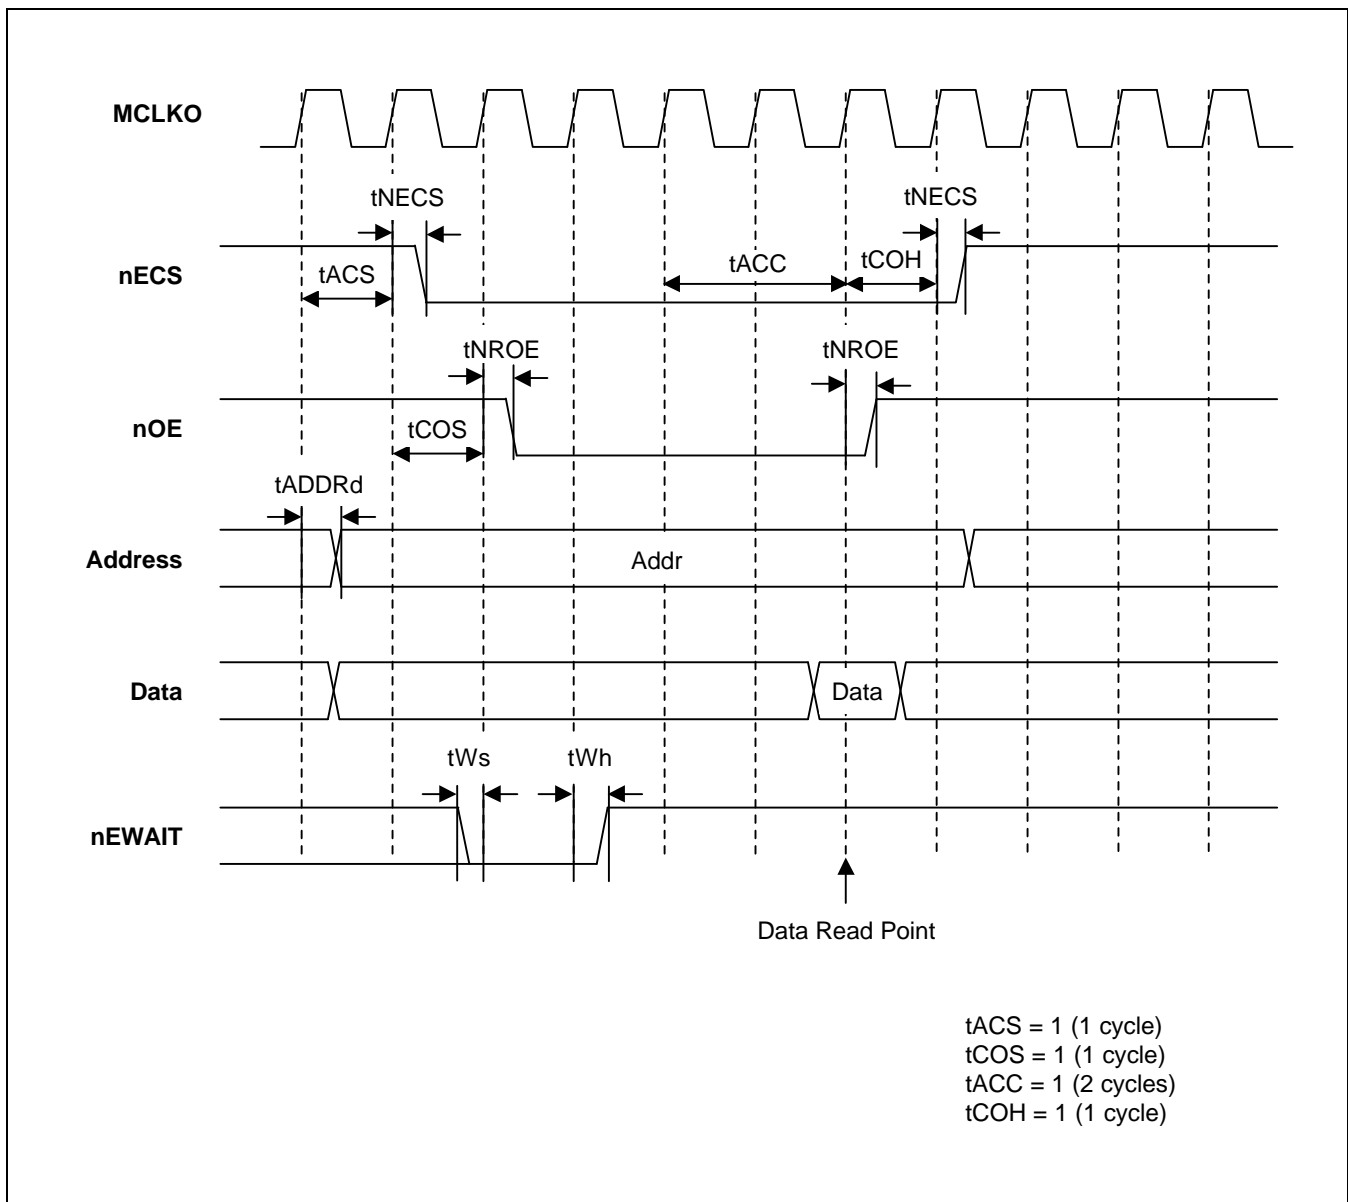 MCLKO
tNECS
tNECS
nECS
tACS
tACC
tCOH
tNROE
tNROE
nOE
tCOS
tADDRd
Address
Addr
Data
Data
tWs
tWh
nEWAIT
Data Read Point
tACS = 1 (1 cycle)
tCOS = 1 (1 cycle)
tACC = 1 (2 cycles)
tCOH = 1 (1 cycle)